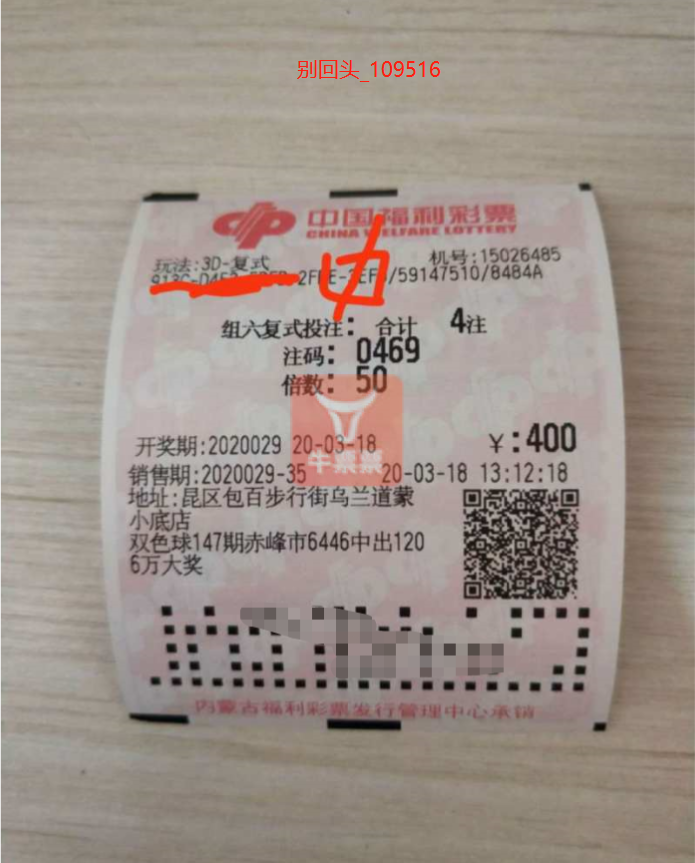 别回头_109516
中国福利彩票
CHINA WELFARE LOTTERY
玩法:3D-复式 机号:15026485
/59147510/8484A
中
组六复式投注: 合计 4注
注码: 0469
倍数: 50
牛票票
开奖期:2020029 20-03-18 ¥:400
销售期:2020029-35 20-03-18 13:12:18
地址:昆区包百步行街乌兰道蒙
小底店
双色球147期赤峰市6446中出120
6万大奖
内蒙古福利彩票发行管理中心承销